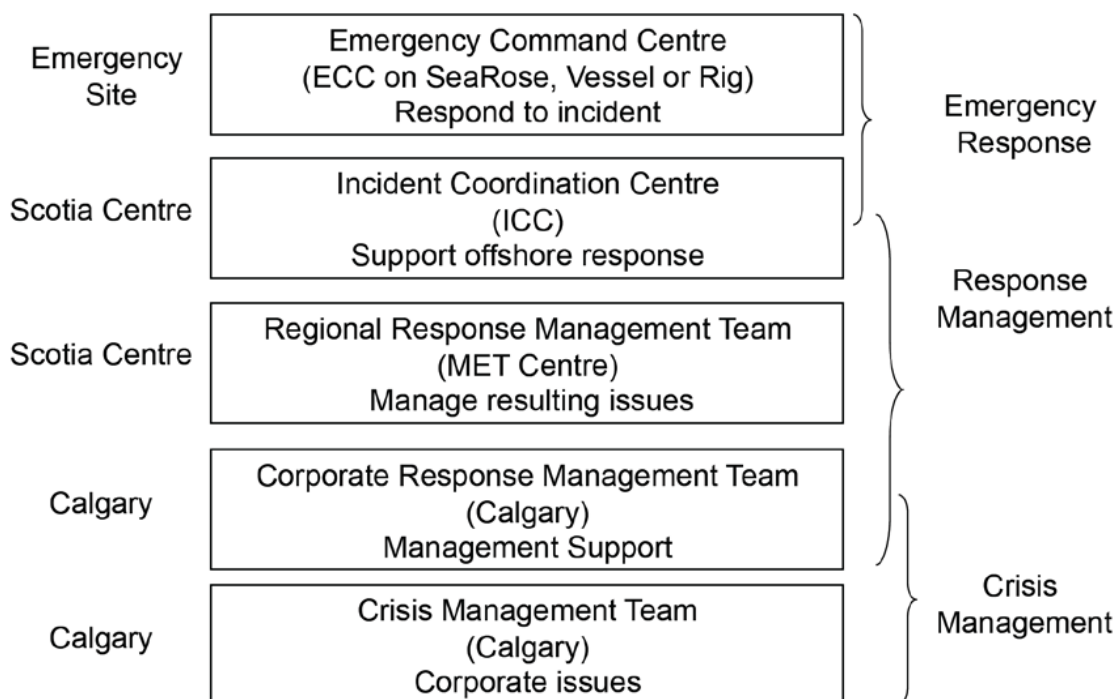 Emergency
Site
Emergency Command Centre
(ECC on SeaRose, Vessel or Rig)
Respond to incident
Emergency
Response
Scotia Centre
Incident Coordination Centre
(ICC)
Support offshore response
Response
Management
Scotia Centre
Regional Response Management Team
(MET Centre)
Manage resulting issues
Calgary
Corporate Response Management Team
(Calgary)
Management Support
Crisis
Management
Calgary
Crisis Management Team
(Calgary)
Corporate issues